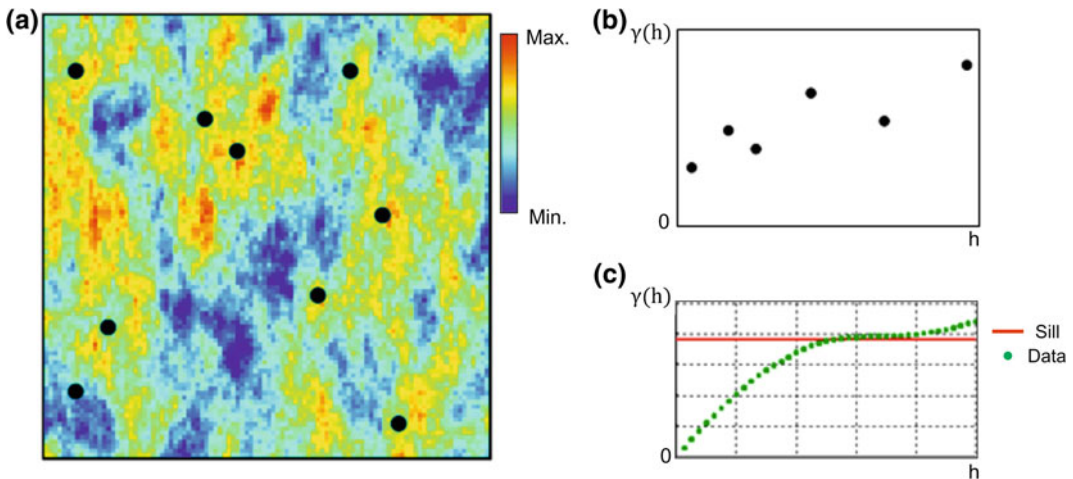 (a)
Max.
Min.
(b)
γ(h)
0
h
(c)
γ(h)
0
h
Sill
Data